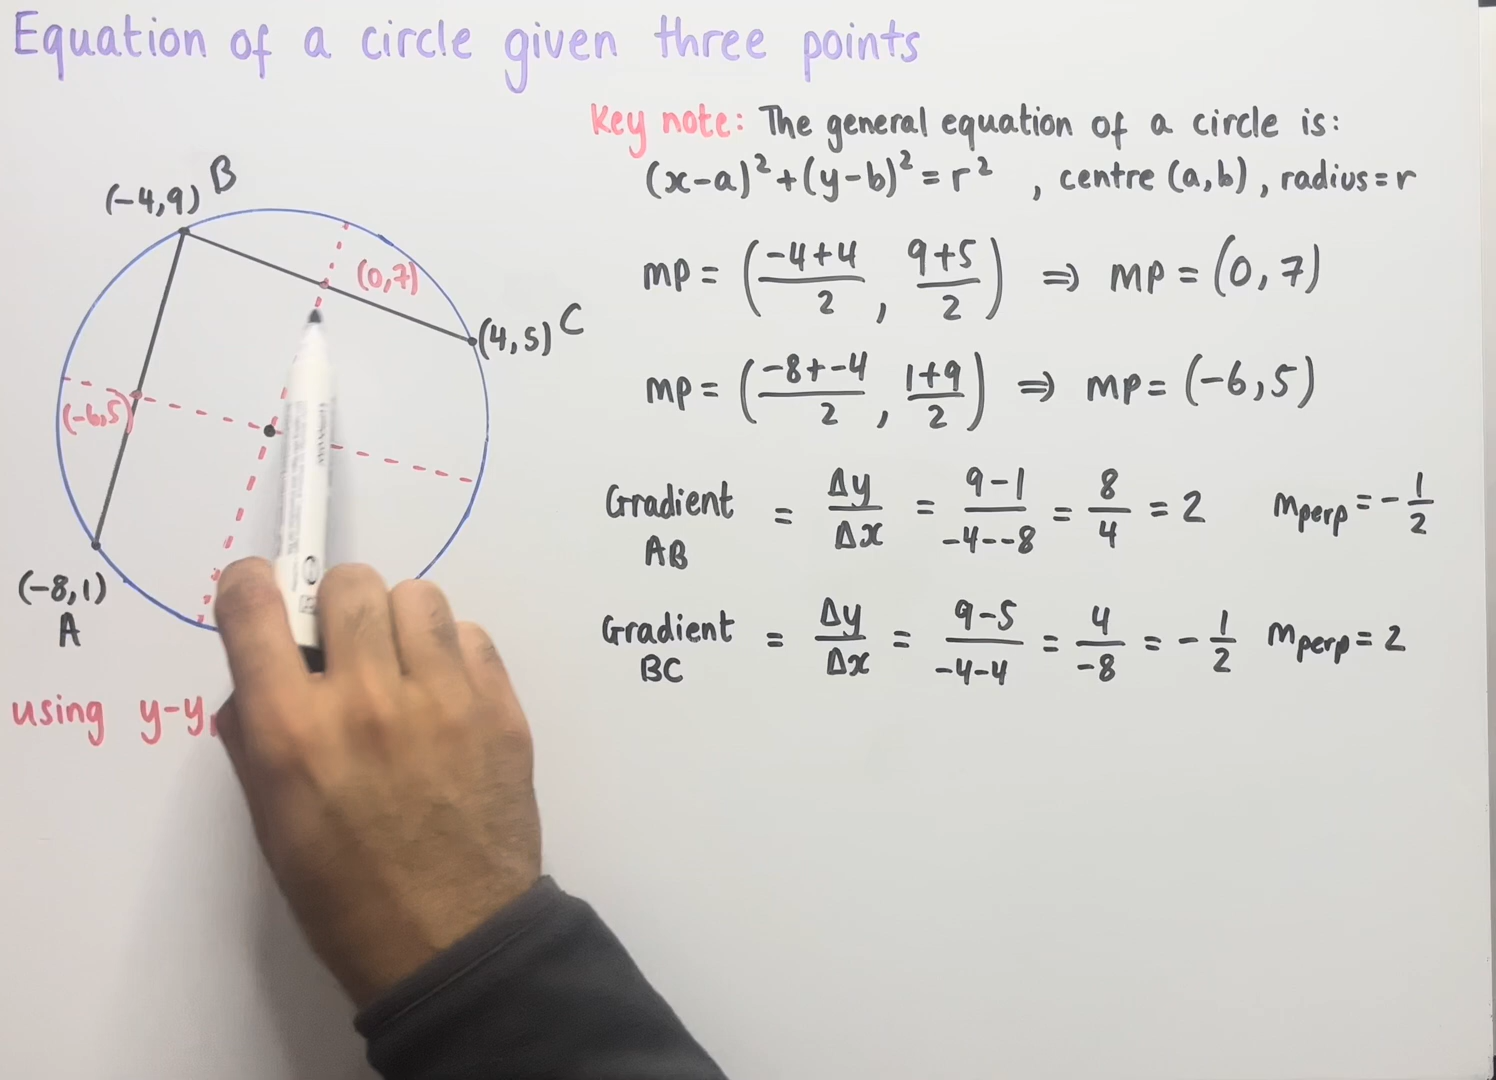 Equation of a circle given three points
Key note: The general equation of a circle is:
(x-a)² + (y-b)² = r² , centre (a,b), radius = r
(-4,9) B
(0,7)
(4,5) C
(-6,5)
(-8,1)
A
using y-y₁
mp = (-4+4/2, 9+5/2) ⇒ mp = (0,7)
mp = (-8+-4/2, 1+9/2) ⇒ mp = (-6,5)
Gradient AB = Δy/Δx = 9-1/-4--8 = 8/4 = 2 mperp = -1/2
Gradient BC = Δy/Δx = 9-5/-4-4 = 4/-8 = -1/2 mperp = 2